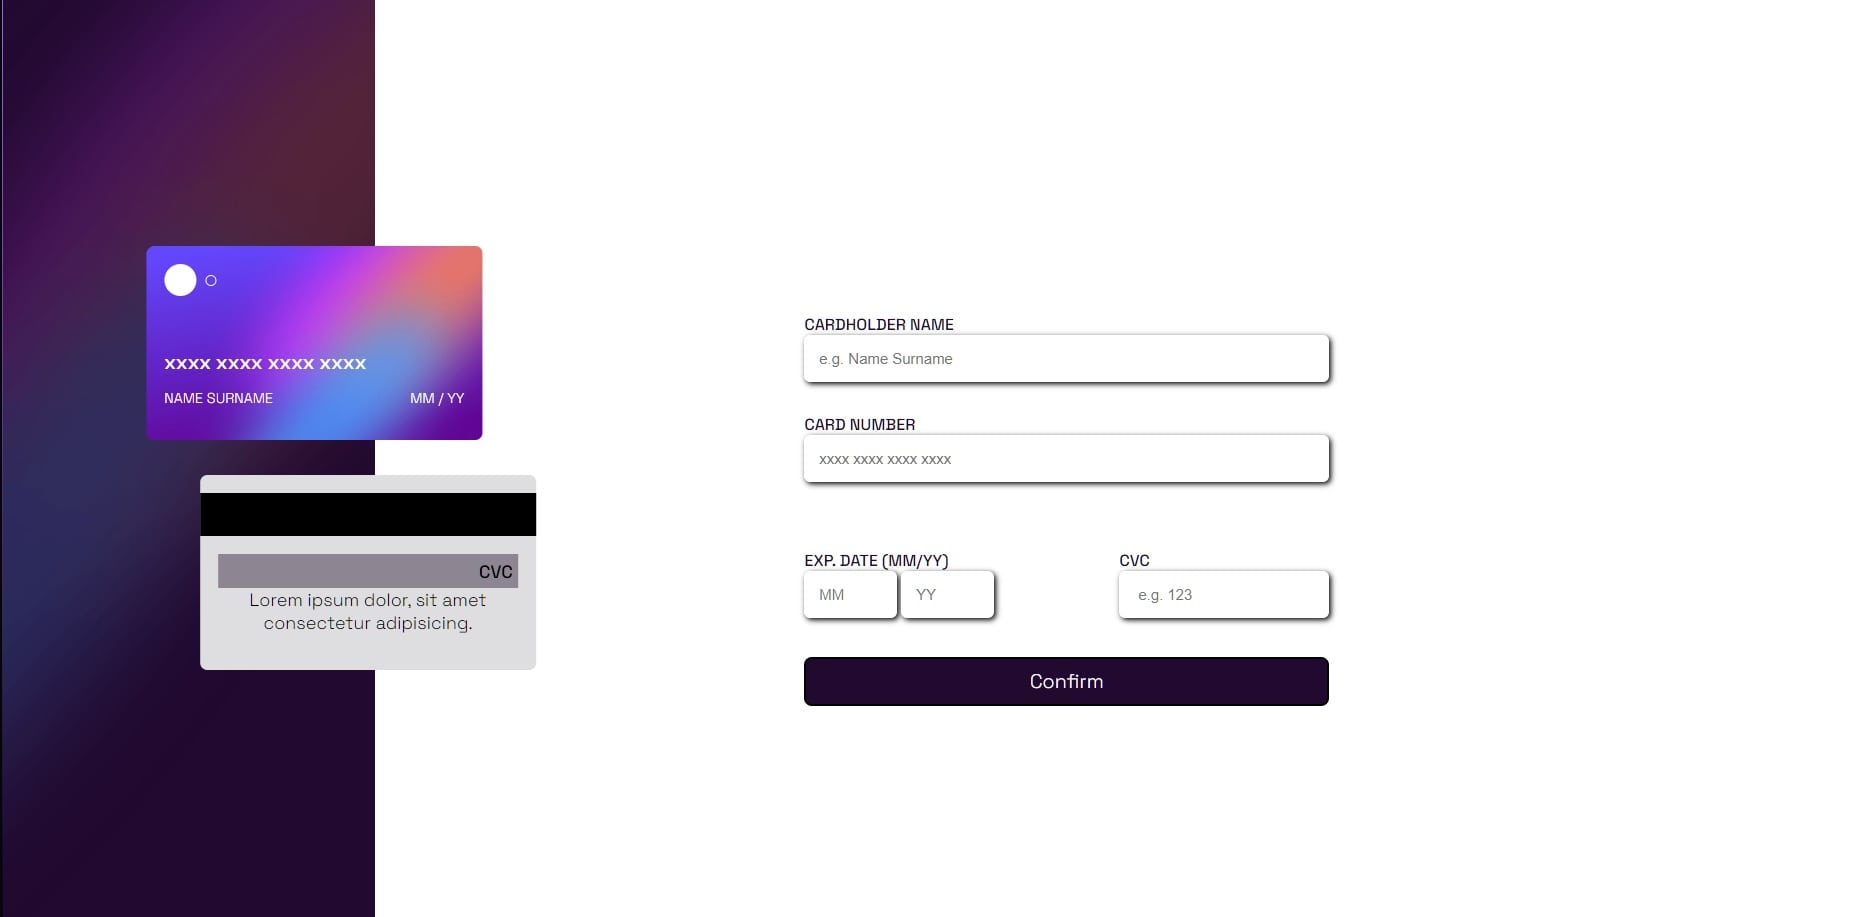 xxxx xxxx xxxx xxxx
NAME SURNAME MM / YY
CVC
Lorem ipsum dolor, sit amet
consectetur adipisicing.
CARDHOLDER NAME
e.g. Name Surname
CARD NUMBER
xxxx xxxx xxxx xxxx
EXP. DATE (MM/YY) CVC
MM YY e.g. 123
Confirm